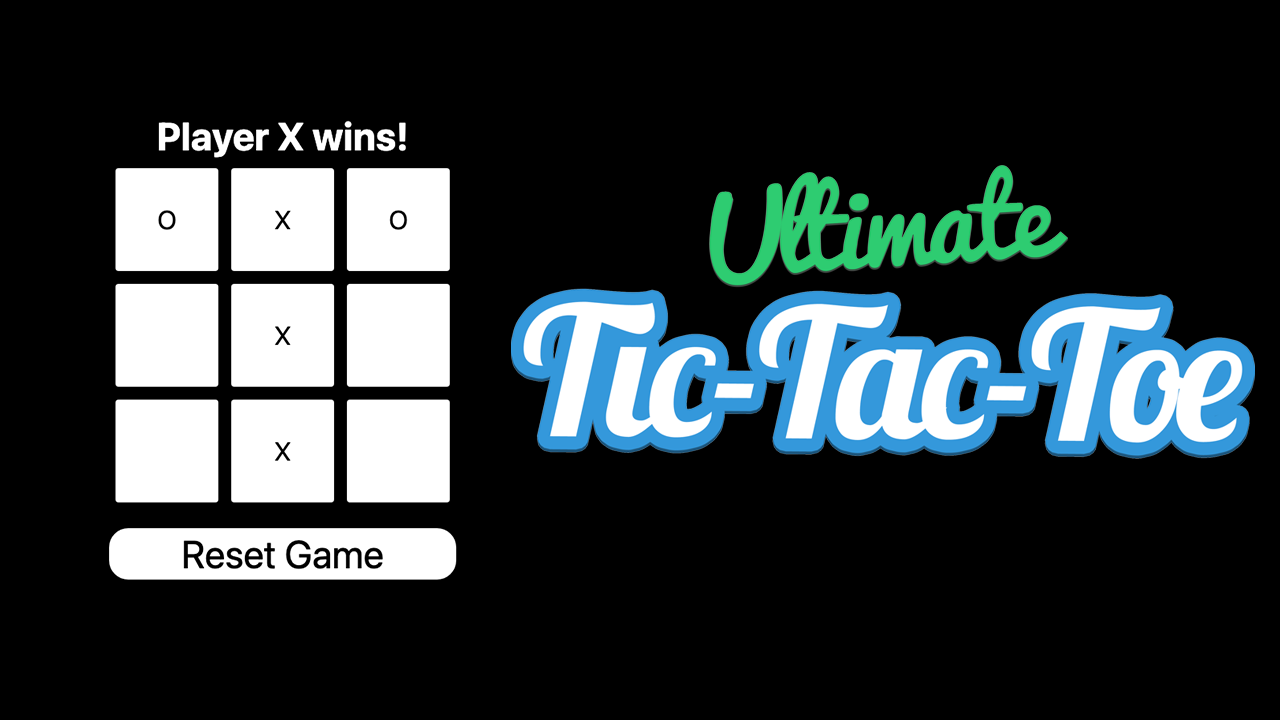 Player X wins!
O X O
X
X
Reset Game
Ultimate
Tic-Tac-Toe